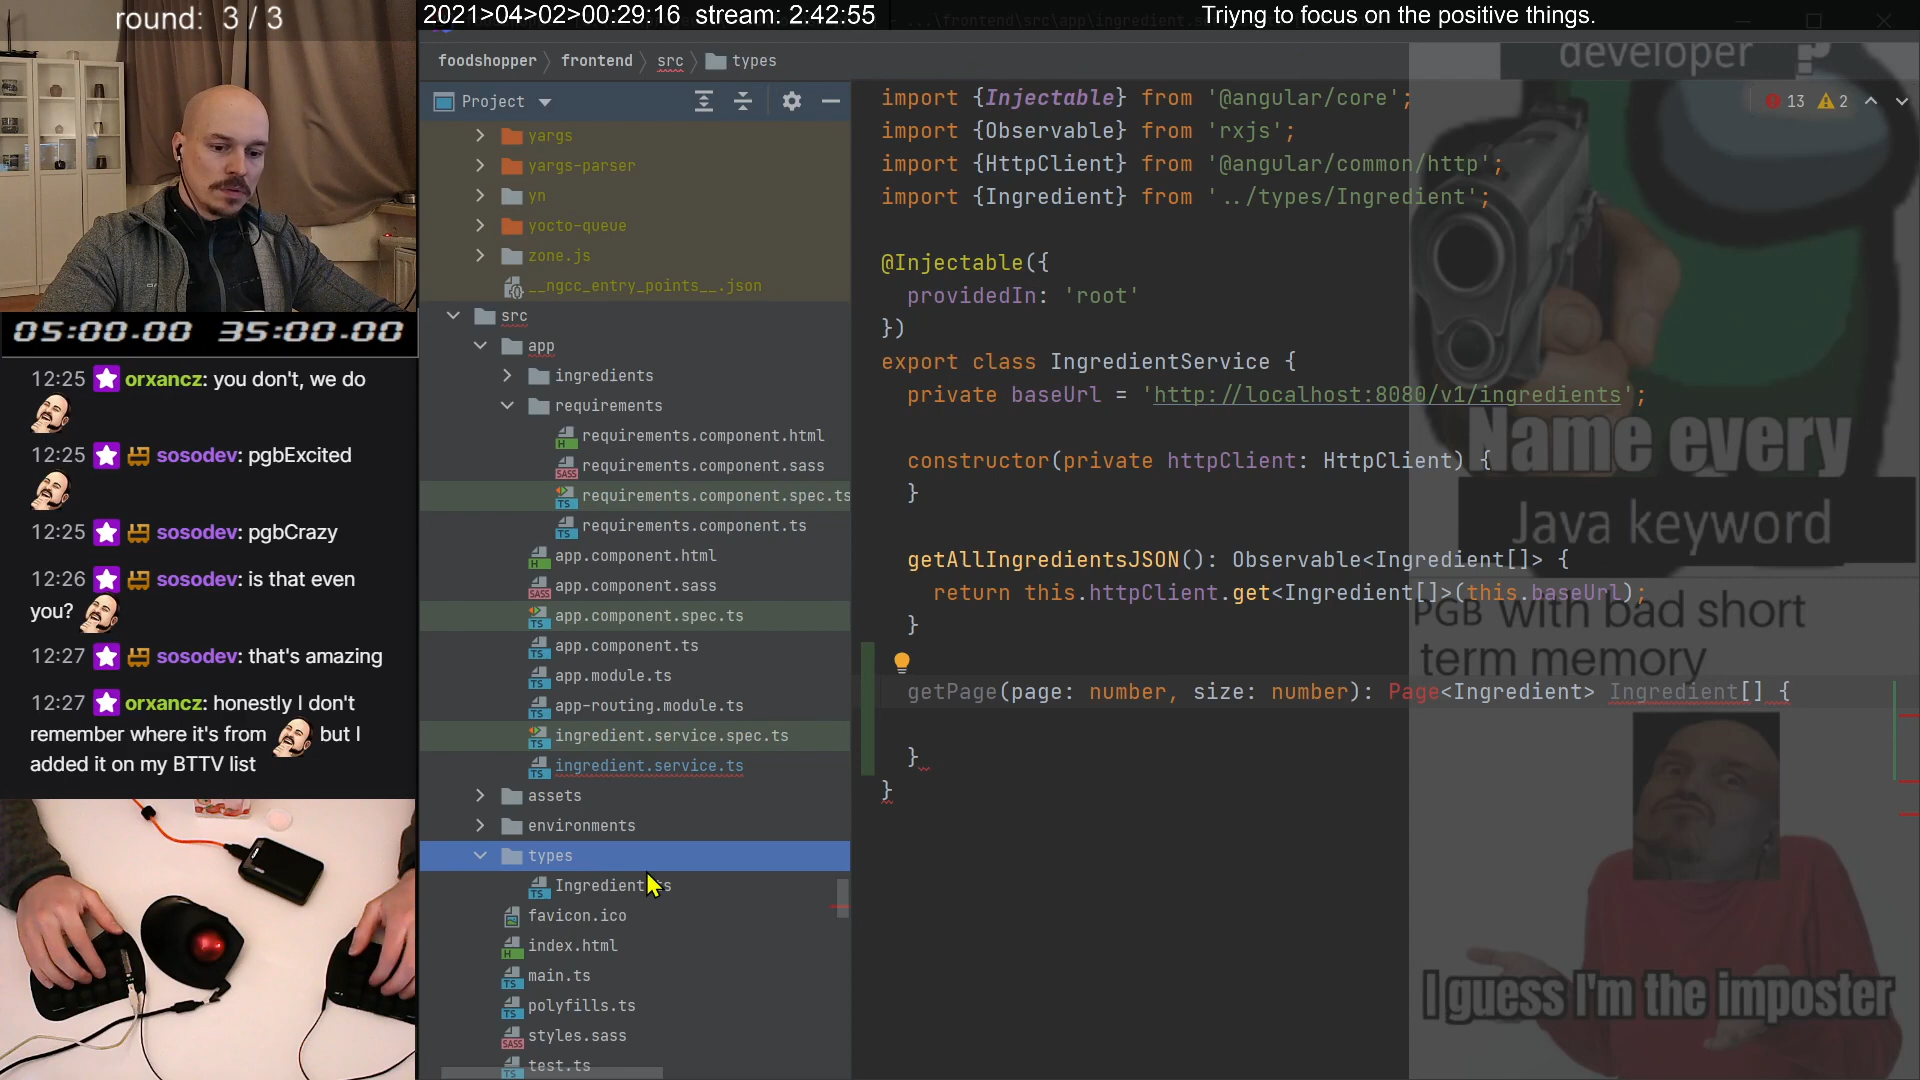 round: 3 / 3
2021>04>02>00:29:16 stream: 2:42:55
Triyng to focus on the positive things.
05:00.00 35:00.00
12:25 orxancz: you don't, we do
12:25 sosodev: pgbExcited
12:25 sosodev: pgbCrazy
12:26 sosodev: is that even
you?
12:27 sosodev: that's amazing
12:27 orxancz: honestly I don't
remember where it's from but I
added it on my BTTV list
foodshopper frontend src types
Project
yargs
yargs-parser
yn
yocto-queue
zone.js
__ngcc_entry_points__.json
src
app
ingredients
requirements
requirements.component.html
requirements.component.sass
requirements.component.spec.ts
requirements.component.ts
app.component.html
app.component.sass
app.component.spec.ts
app.component.ts
app.module.ts
app-routing.module.ts
ingredient.service.spec.ts
ingredient.service.ts
assets
environments
types
Ingredient.ts
favicon.ico
index.html
main.ts
polyfills.ts
styles.sass
test.ts
13 2
import {Injectable} from '@angular/core';
import {Observable} from 'rxjs';
import {HttpClient} from '@angular/common/http';
import {Ingredient} from '../types/Ingredient';
@Injectable({
providedIn: 'root'
})
export class IngredientService {
private baseUrl = 'http://localhost:8080/v1/ingredients';
constructor(private httpClient: HttpClient) {
}
getAllIngredientsJSON(): Observable<Ingredient[]> {
return this.httpClient.get<Ingredient[]>(this.baseUrl);
}
getPage(page: number, size: number): Page<Ingredient> Ingredient[] {
}
}
developer ?
Name every
Java keyword
PGB with bad short
term memory
I guess I'm the imposter